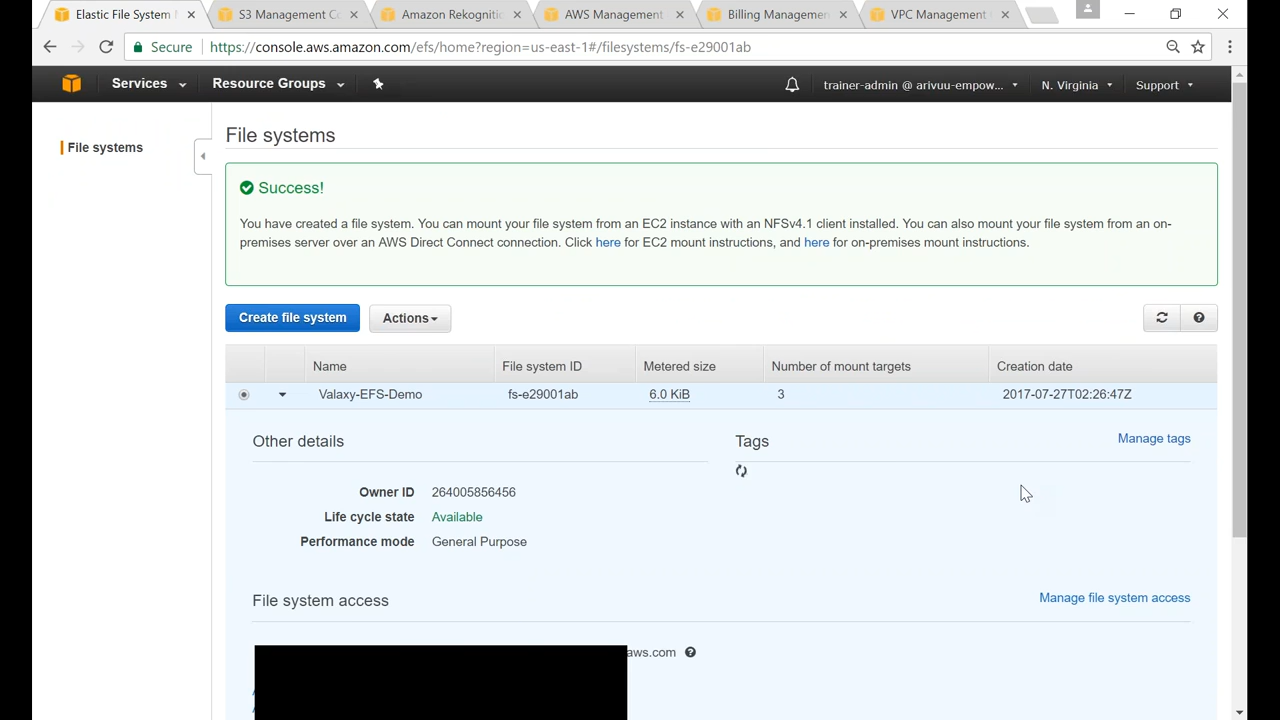 Elastic File System
S3 Management Co
Amazon Rekognitio
AWS Management
Billing Managemen
VPC Management
Secure
https://console.aws.amazon.com/efs/home?region=us-east-1#/filesystems/fs-e29001ab
Services
Resource Groups
trainer-admin @ arivuu-empow...
N. Virginia
Support
File systems
File systems
Success!
You have created a file system. You can mount your file system from an EC2 instance with an NFSv4.1 client installed. You can also mount your file system from an on-
premises server over an AWS Direct Connect connection. Click here for EC2 mount instructions, and here for on-premises mount instructions.
Create file system
Actions
Name
File system ID
Metered size
Number of mount targets
Creation date
Valaxy-EFS-Demo
fs-e29001ab
6.0 KiB
3
2017-07-27T02:26:47Z
Other details
Tags
Manage tags
Owner ID 264005856456
Life cycle state Available
Performance mode General Purpose
File system access
Manage file system access
aws.com